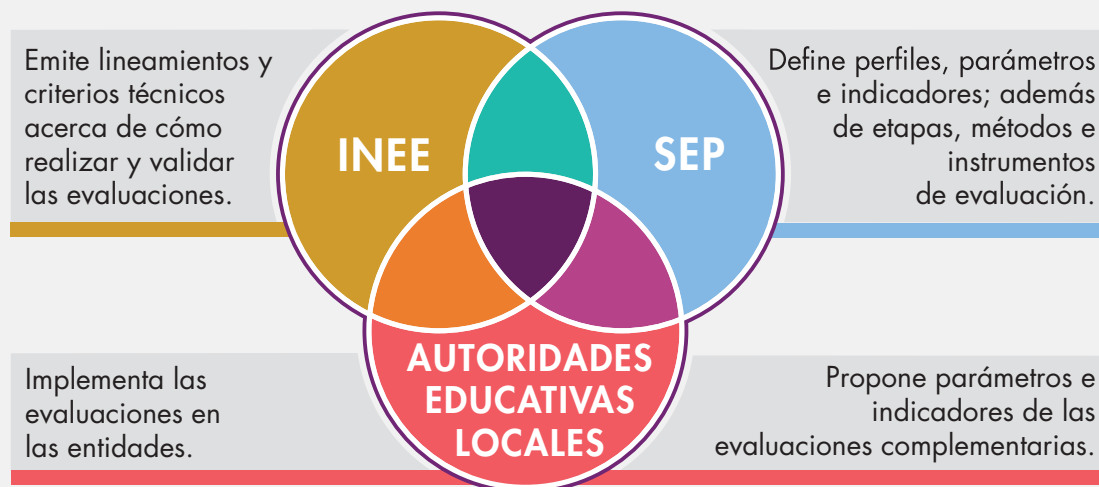 Emite lineamientos y
criterios técnicos
acerca de cómo
realizar y validar
las evaluaciones.
INEE
SEP
Define perfiles, parámetros
e indicadores; además
de etapas, métodos e
instrumentos
de evaluación.
Implementa las
evaluaciones en
las entidades.
AUTORIDADES
EDUCATIVAS
LOCALES
Propone parámetros e
indicadores de las
evaluaciones complementarias.